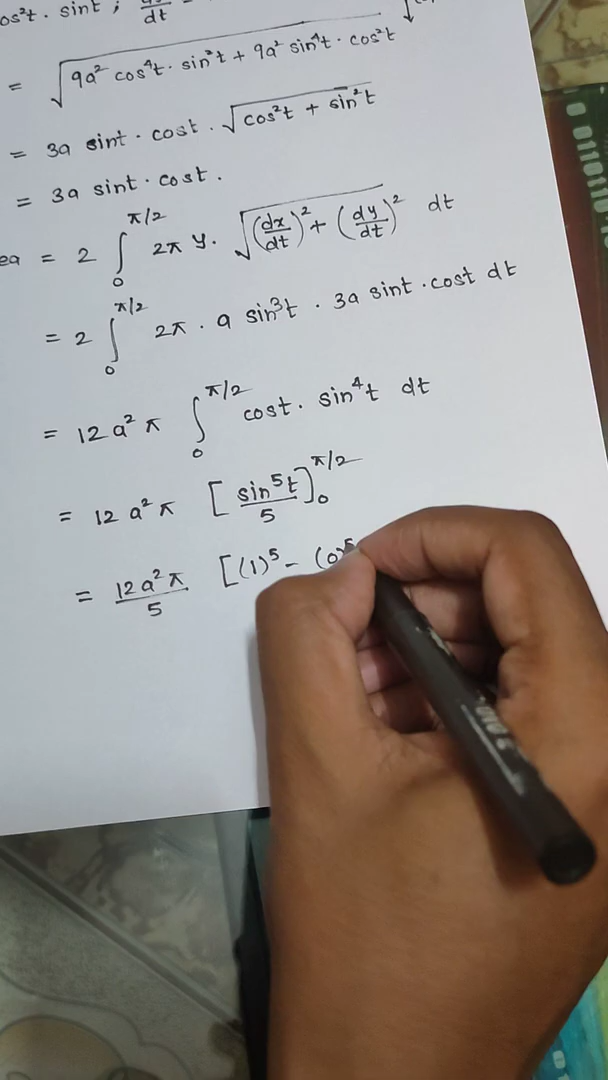 os²t · sint ; dt
= √(9a² cos⁴t · sin²t + 9a² sin⁴t · cos²t)
= 3a sint · cost · √(cos²t + sin²t)
= 3a sint · cost .
ea = 2 ∫₀^π/2 2π y · √((dx/dt)² + (dy/dt)²) dt
= 2 ∫₀^π/2 2π · a sin³t · 3a sint · cost dt
= 12 a² π ∫₀^π/2 cost · sin⁴t dt
= 12 a² π [sin⁵t/5]₀^π/2
= 12a²π/5 [(1)⁵ - (0)⁵